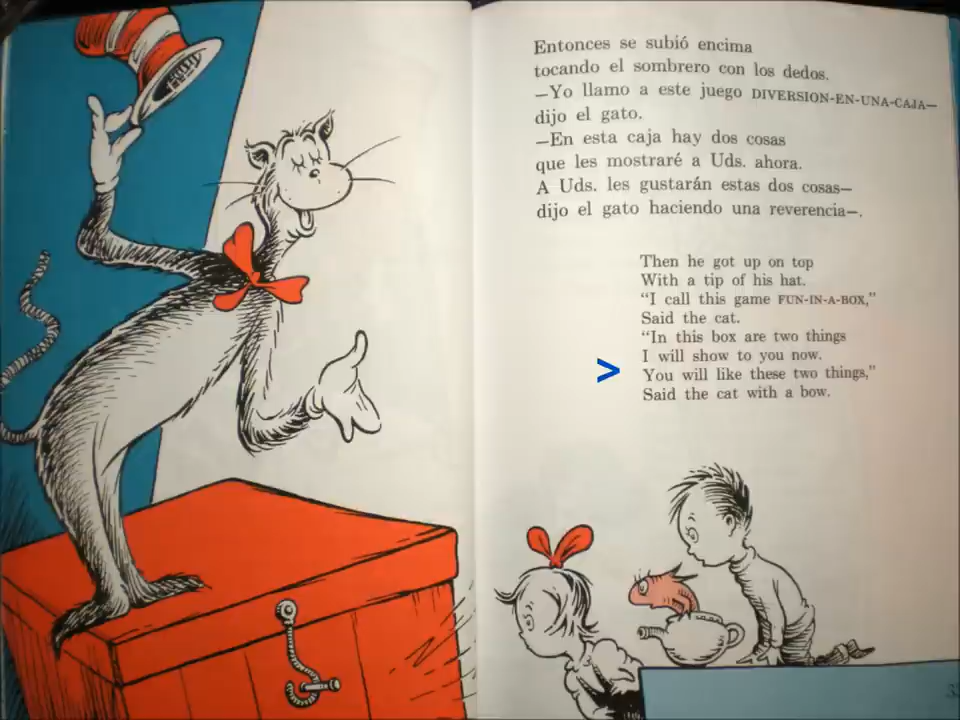 Entonces se subió encima
tocando el sombrero con los dedos.
—Yo llamo a este juego DIVERSION-EN-UNA-CAJA—
dijo el gato.
—En esta caja hay dos cosas
que les mostraré a Uds. ahora.
A Uds. les gustarán estas dos cosas—
dijo el gato haciendo una reverencia—.
Then he got up on top
With a tip of his hat.
"I call this game FUN-IN-A-BOX,"
Said the cat.
"In this box are two things
I will show to you now.
> You will like these two things,"
Said the cat with a bow.